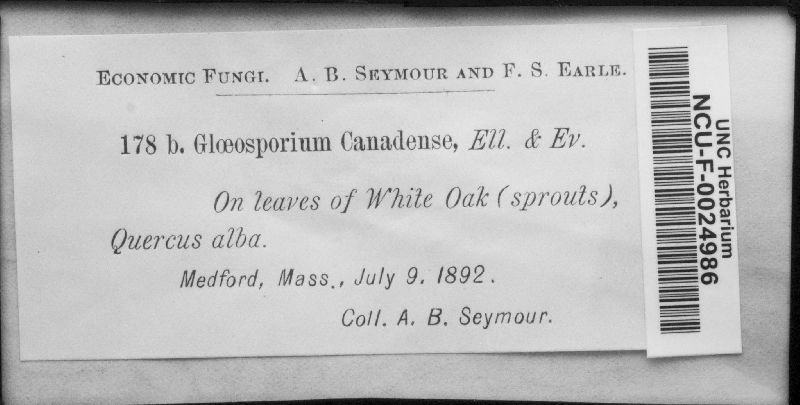 Economic Fungi. A. B. Seymour and F. S. Earle.
178 b. Glœosporium Canadense, Ell. & Ev.
On leaves of White Oak (sprouts),
Quercus alba.
Medford, Mass., July 9. 1892.
Coll. A. B. Seymour.
UNC Herbarium
NCU-F-0024986